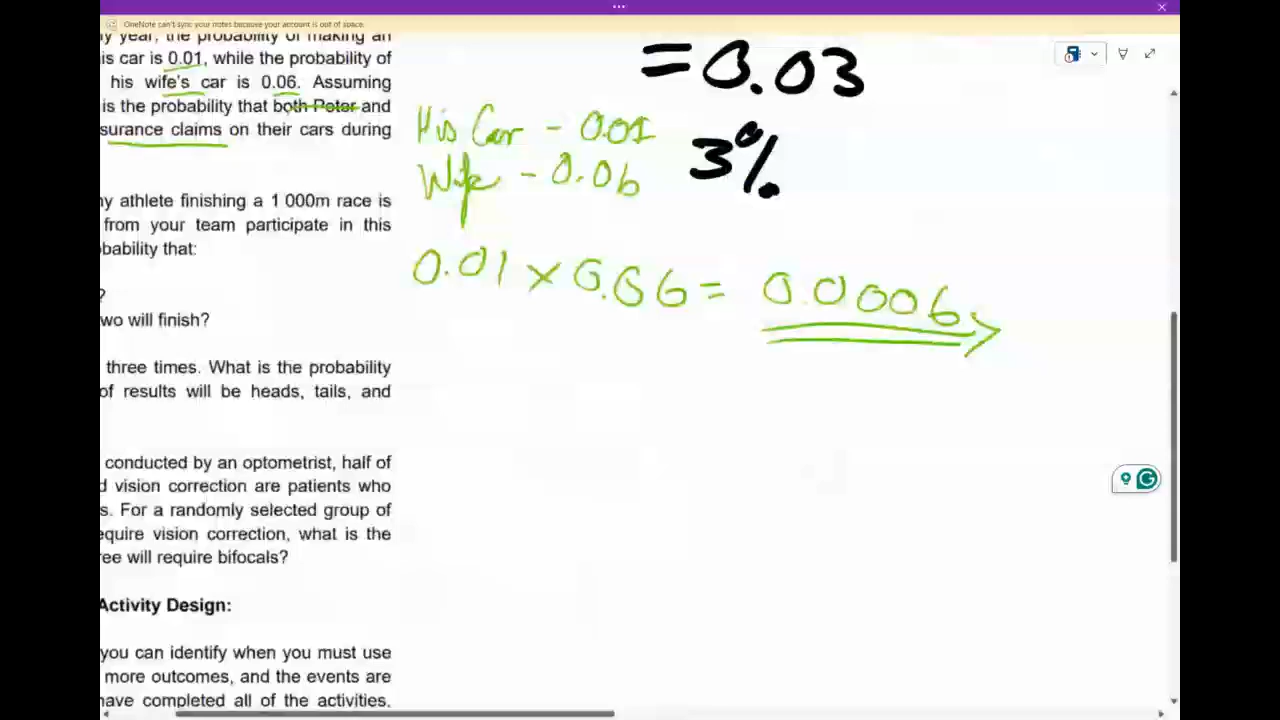 OneNote can't sync your notes because your account is out of space.
y year, the probability of making an
is car is 0.01, while the probability of
his wife's car is 0.06. Assuming
is the probability that both Peter and
surance claims on their cars during
ny athlete finishing a 1 000m race is
from your team participate in this
bability that:
?
wo will finish?
three times. What is the probability
of results will be heads, tails, and
conducted by an optometrist, half of
d vision correction are patients who
s. For a randomly selected group of
equire vision correction, what is the
ree will require bifocals?
Activity Design:
you can identify when you must use
more outcomes, and the events are
have completed all of the activities.
=0.03
3%
His Car - 0.01
Wife - 0.06
0.01 × 0.06 = 0.0006